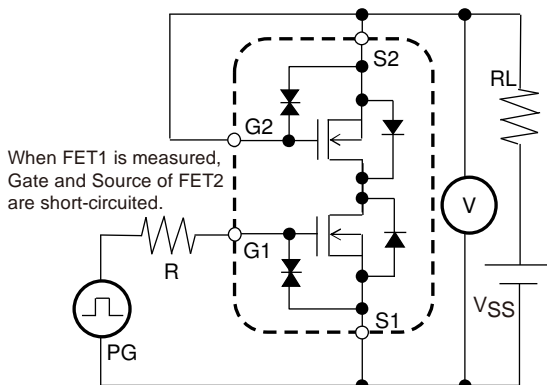 S2
RL
G2
When FET1 is measured,
Gate and Source of FET2
are short-circuited.
V
G1
R
VSS
S1
PG